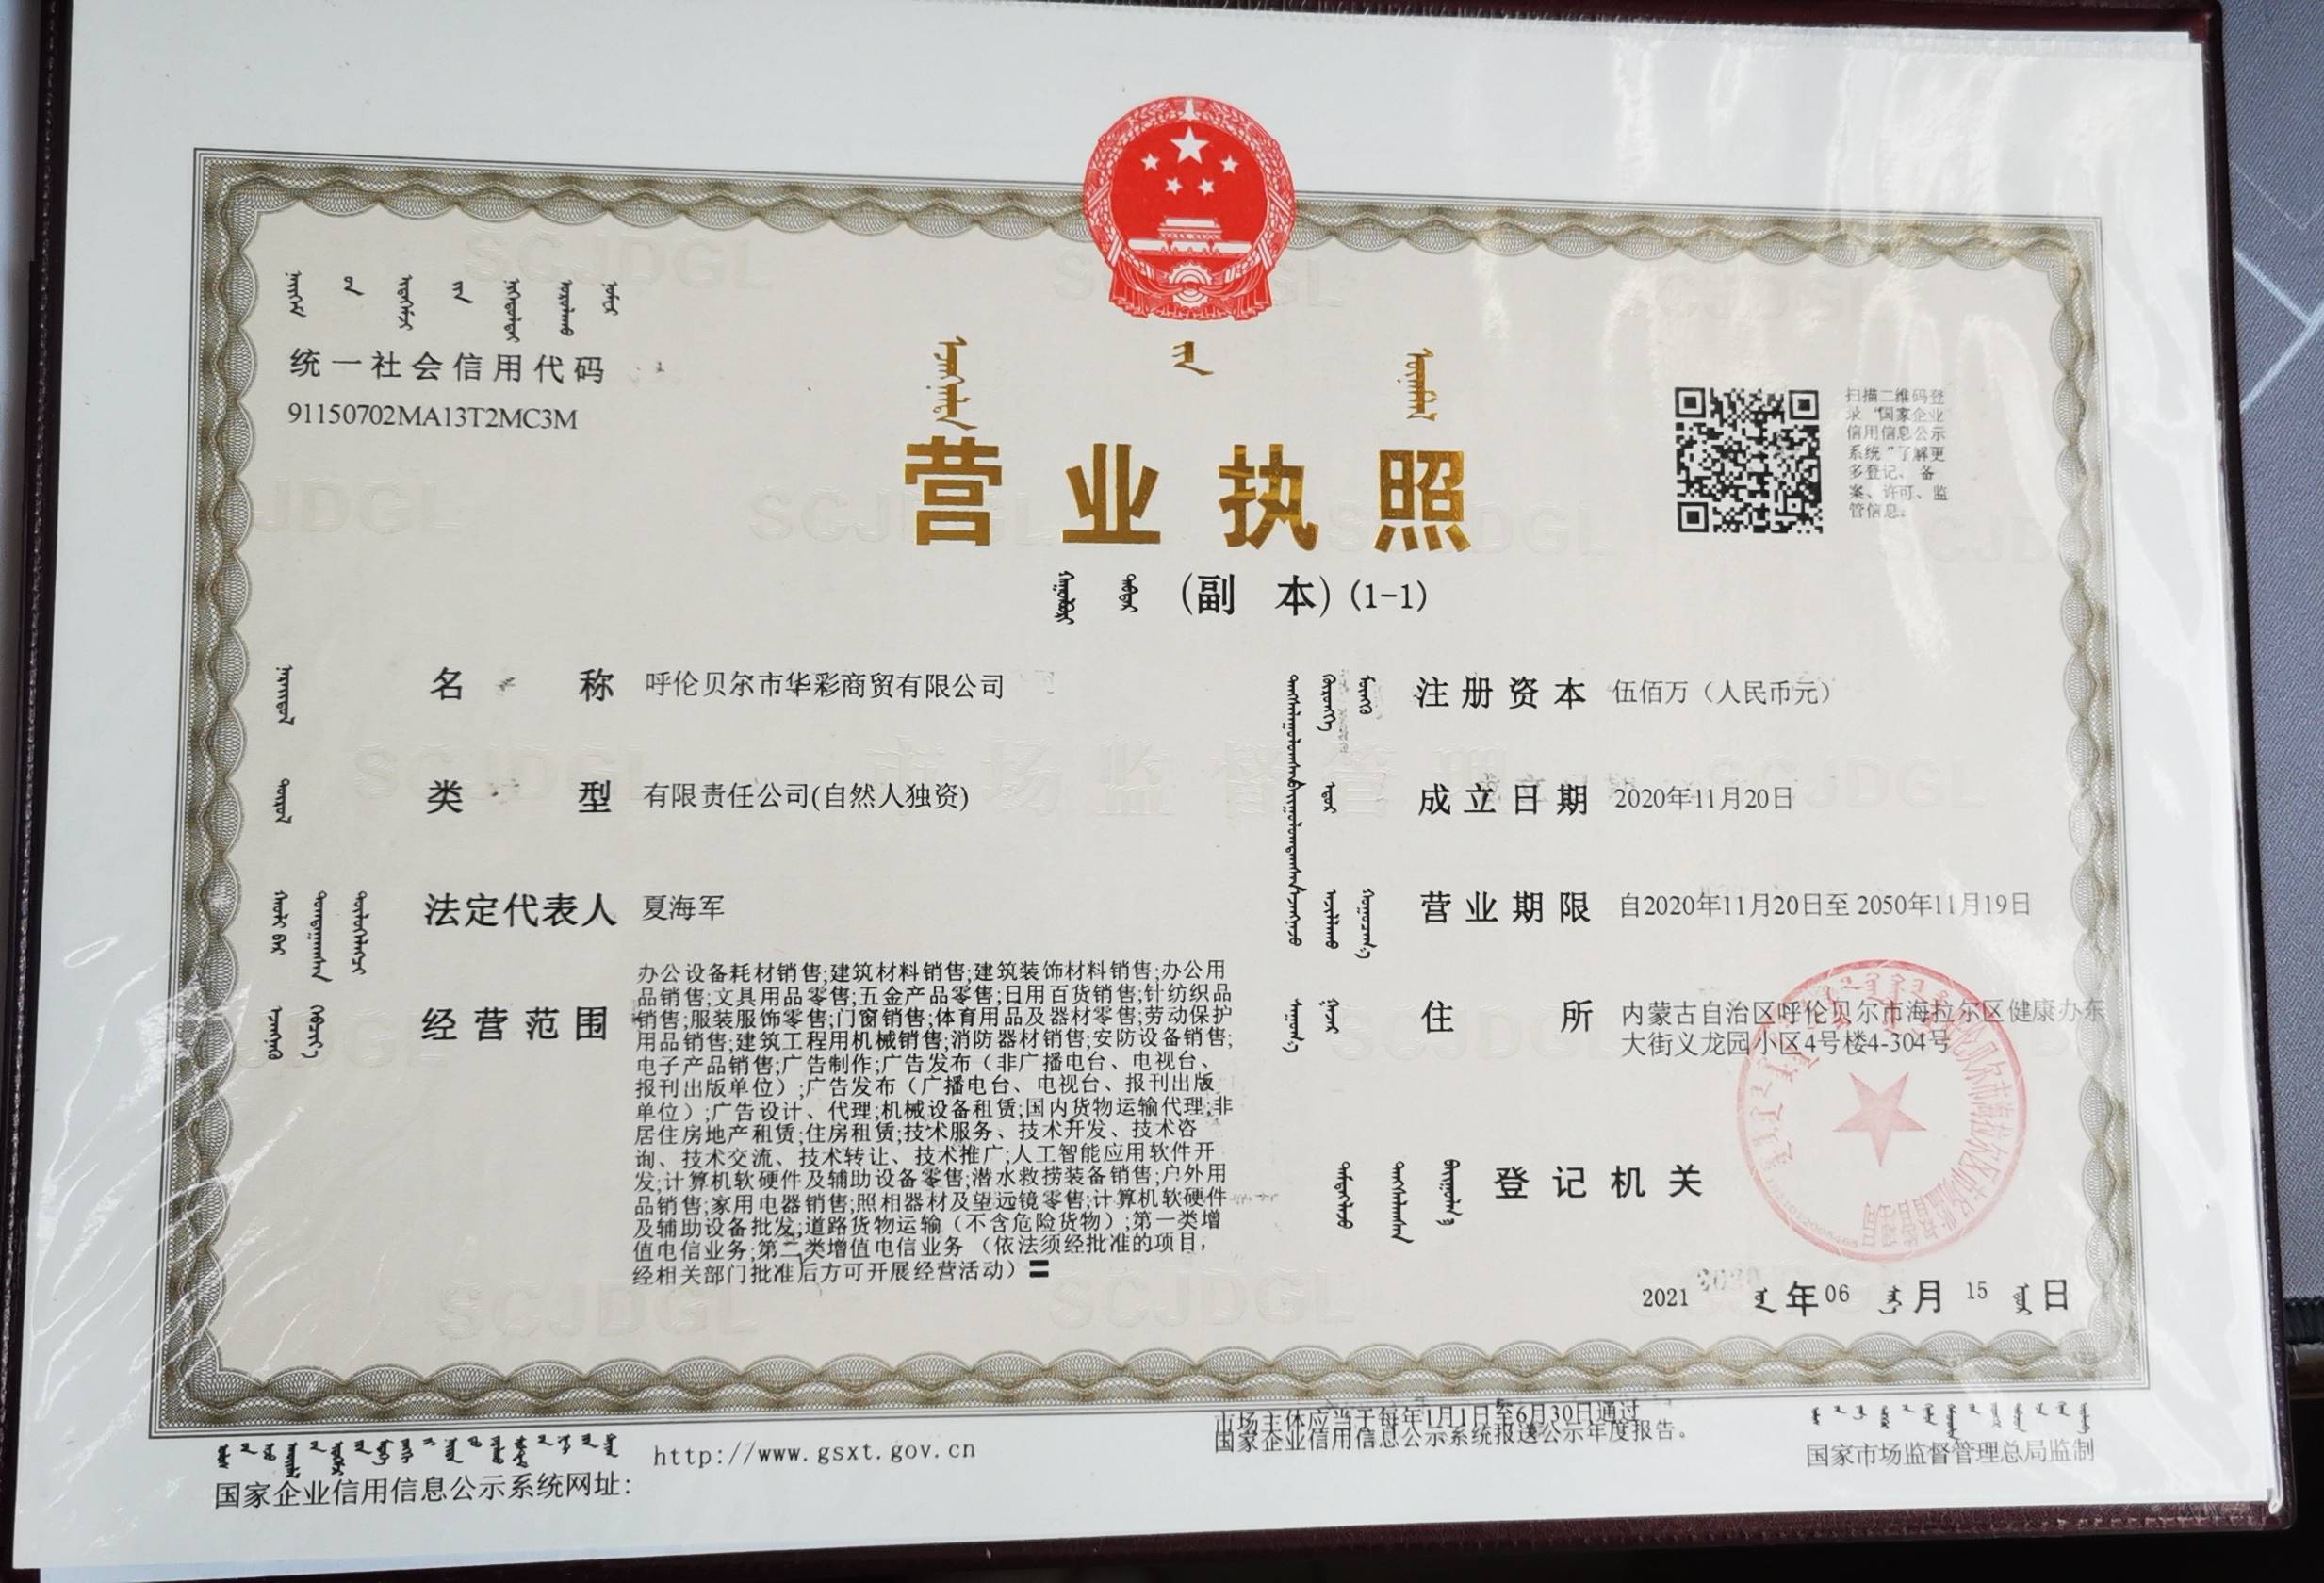 统一社会信用代码
91150702MA13T2MC3M
营业执照
(副 本) (1-1)
扫描二维码登
录“国家企业
信用信息公示
系统”了解更
多登记、备
案、许可、监
管信息。
名 称 呼伦贝尔市华彩商贸有限公司
类 型 有限责任公司(自然人独资)
法定代表人 夏海军
经营范围 办公设备耗材销售;建筑材料销售;建筑装饰材料销售;办公用
品销售;文具用品零售;五金产品零售;日用百货销售;针纺织品
销售;服装服饰零售;门窗销售;体育用品及器材零售;劳动保护
用品销售;建筑工程用机械销售;消防器材销售;安防设备销售;
电子产品销售;广告制作;广告发布（非广播电台、电视台、
报刊出版单位）;广告发布（广播电台、电视台、报刊出版
单位）;广告设计、代理;机械设备租赁;国内货物运输代理;非
居住房地产租赁;住房租赁;技术服务、技术开发、技术咨
询、技术交流、技术转让、技术推广;人工智能应用软件开
发;计算机软硬件及辅助设备零售;潜水救捞装备销售;户外用
品销售;家用电器销售;照相器材及望远镜零售;计算机软硬件
及辅助设备批发;道路货物运输（不含危险货物）;第一类增
值电信业务;第二类增值电信业务（依法须经批准的项目，
经相关部门批准后方可开展经营活动）〓
注册资本 伍佰万（人民币元）
成立日期 2020年11月20日
营业期限 自2020年11月20日至 2050年11月19日
住 所 内蒙古自治区呼伦贝尔市海拉尔区健康办东
大街义龙园小区4号楼4-304号
登记机关
2021 年 06 月 15 日
国家企业信用信息公示系统网址: http://www.gsxt.gov.cn
市场主体应当于每年1月1日至6月30日通过
国家企业信用信息公示系统报送公示年度报告。
国家市场监督管理总局监制